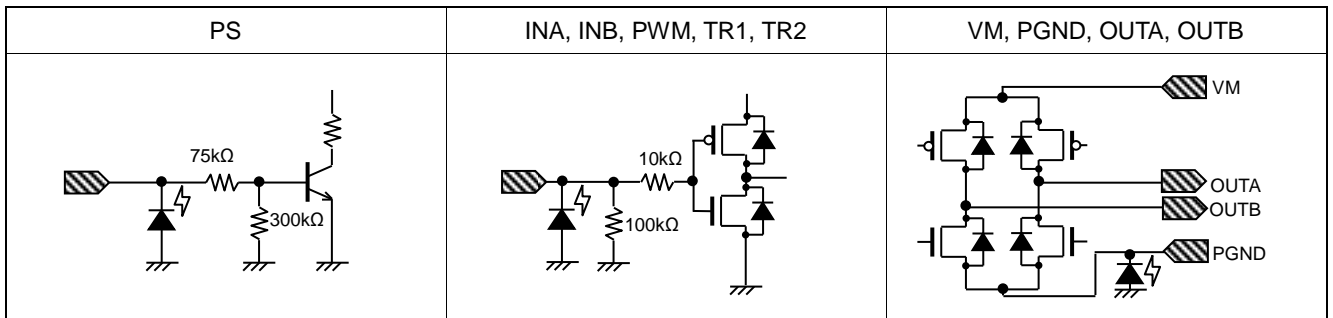 PS
INA, INB, PWM, TR1, TR2
VM, PGND, OUTA, OUTB
75kΩ
300kΩ
10kΩ
100kΩ
VM
OUTA
OUTB
PGND